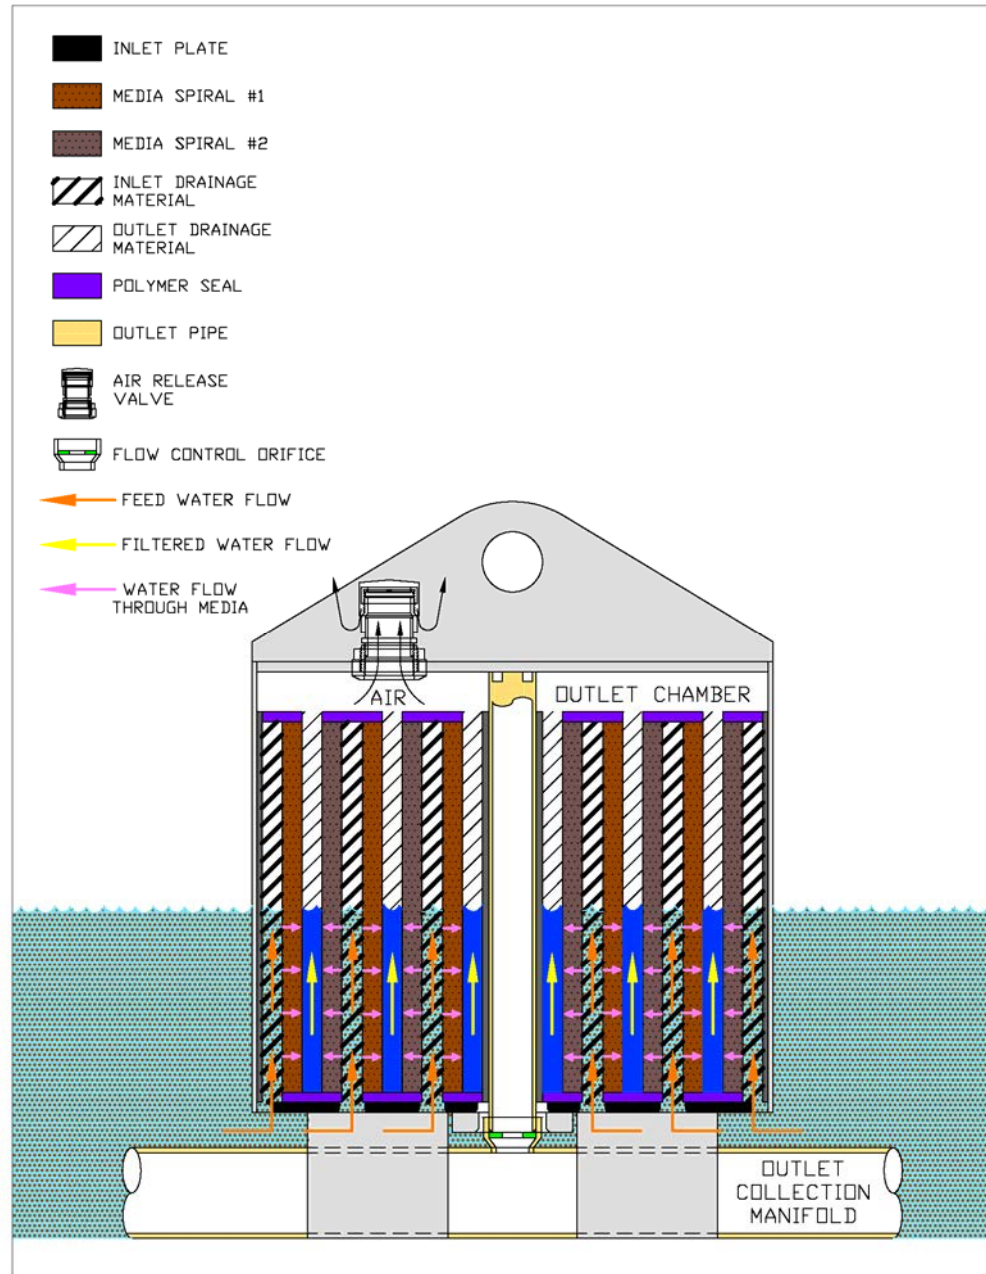 INLET PLATE
MEDIA SPIRAL #1
MEDIA SPIRAL #2
INLET DRAINAGE
MATERIAL
OUTLET DRAINAGE
MATERIAL
POLYMER SEAL
OUTLET PIPE
AIR RELEASE
VALVE
FLOW CONTROL ORIFICE
FEED WATER FLOW
FILTERED WATER FLOW
WATER FLOW
THROUGH MEDIA
AIR
OUTLET CHAMBER
OUTLET
COLLECTION
MANIFOLD